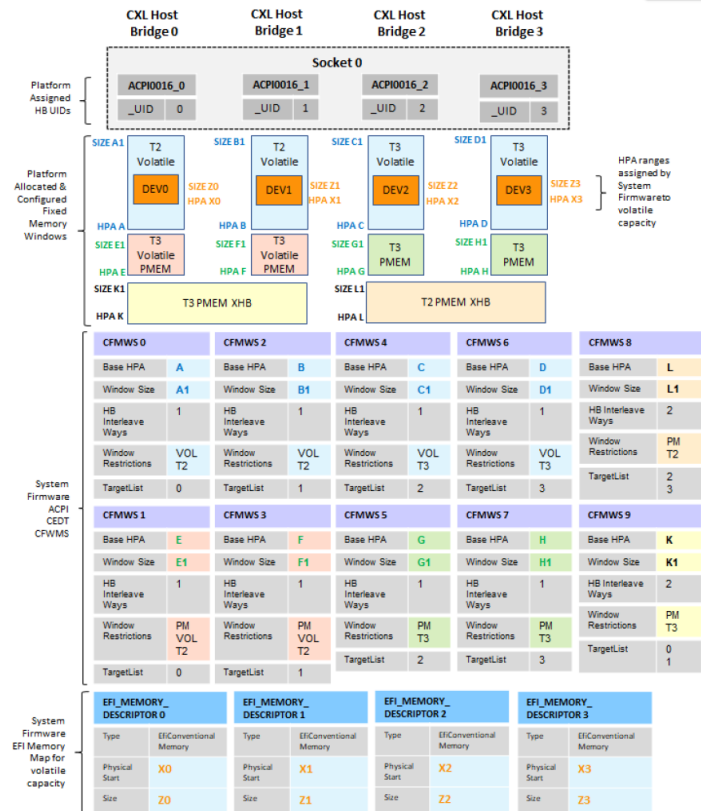 CXL Host
Bridge 0
CXL Host
Bridge 1
CXL Host
Bridge 2
CXL Host
Bridge 3
Socket 0
Platform
Assigned
HB UIDs
ACPI0016_0
ACPI0016_1
ACPI0016_2
ACPI0016_3
_UID 0
_UID 1
_UID 2
_UID 3
Platform
Allocated &
Configured
Fixed
Memory
Windows
SIZE A1
T2
Volatile
DEV0
SIZE Z0
HPA X0
HPA A
SIZE B1
T2
Volatile
DEV1
SIZE Z1
HPA X1
HPA B
SIZE C1
T3
Volatile
DEV2
SIZE Z2
HPA X2
HPA C
SIZE D1
T3
Volatile
DEV3
SIZE Z3
HPA X3
HPA D
HPA ranges
assigned by
System
Firmwareto
volatile
capacity
SIZE E1
T3
Volatile
PMEM
HPA E
SIZE F1
T3
Volatile
PMEM
HPA F
SIZE G1
T3
PMEM
HPA G
SIZE H1
T3
PMEM
HPA H
SIZE K1
T3 PMEM XHB
HPA K
SIZE L1
T2 PMEM XHB
HPA L
System
Firmware
ACPI
CEDT
CFWMS
CFMWS 0
Base HPA A
Window Size A1
HB
Interleave
Ways
1
Window
Restrictions
VOL
T2
TargetList 0
CFMWS 2
Base HPA B
Window Size B1
HB
Interleave
Ways
1
Window
Restrictions
VOL
T2
TargetList 1
CFMWS 4
Base HPA C
Window Size C1
HB
Interleave
Ways
1
Window
Restrictions
VOL
T3
TargetList 2
CFMWS 6
Base HPA D
Window Size D1
HB
Interleave
Ways
1
Window
Restrictions
VOL
T3
TargetList 3
CFMWS 8
Base HPA L
Window Size L1
HB Interleave
Ways
2
Window
Restrictions
PM
T2
TargetList 2
3
CFMWS 1
Base HPA E
Window Size E1
HB
Interleave
Ways
1
Window
Restrictions
PM
VOL
T2
TargetList 0
CFMWS 3
Base HPA F
Window Size F1
HB
Interleave
Ways
1
Window
Restrictions
PM
VOL
T2
TargetList 1
CFMWS 5
Base HPA G
Window Size G1
HB
Interleave
Ways
1
Window
Restrictions
PM
T3
TargetList 2
CFMWS 7
Base HPA H
Window Size H1
HB
Interleave
Ways
1
Window
Restrictions
PM
T3
TargetList 3
CFMWS 9
Base HPA K
Window Size K1
HB Interleave
Ways
2
Window
Restrictions
PM
T3
TargetList 0
1
System
Firmware
EFI Memory
Map for
volatile
capacity
EFI_MEMORY_
DESCRIPTOR 0
Type
EfiConventional
Memory
Physical
Start
X0
Size Z0
EFI_MEMORY_
DESCRIPTOR 1
Type
EfiConventional
Memory
Physical
Start
X1
Size Z1
EFI_MEMORY_
DESCRIPTOR 2
Type
EfiConventional
Memory
Physical
Start
X2
Size Z2
EFI_MEMORY_
DESCRIPTOR 3
Type
EfiConventional
Memory
Physical
Start
X3
Size Z3